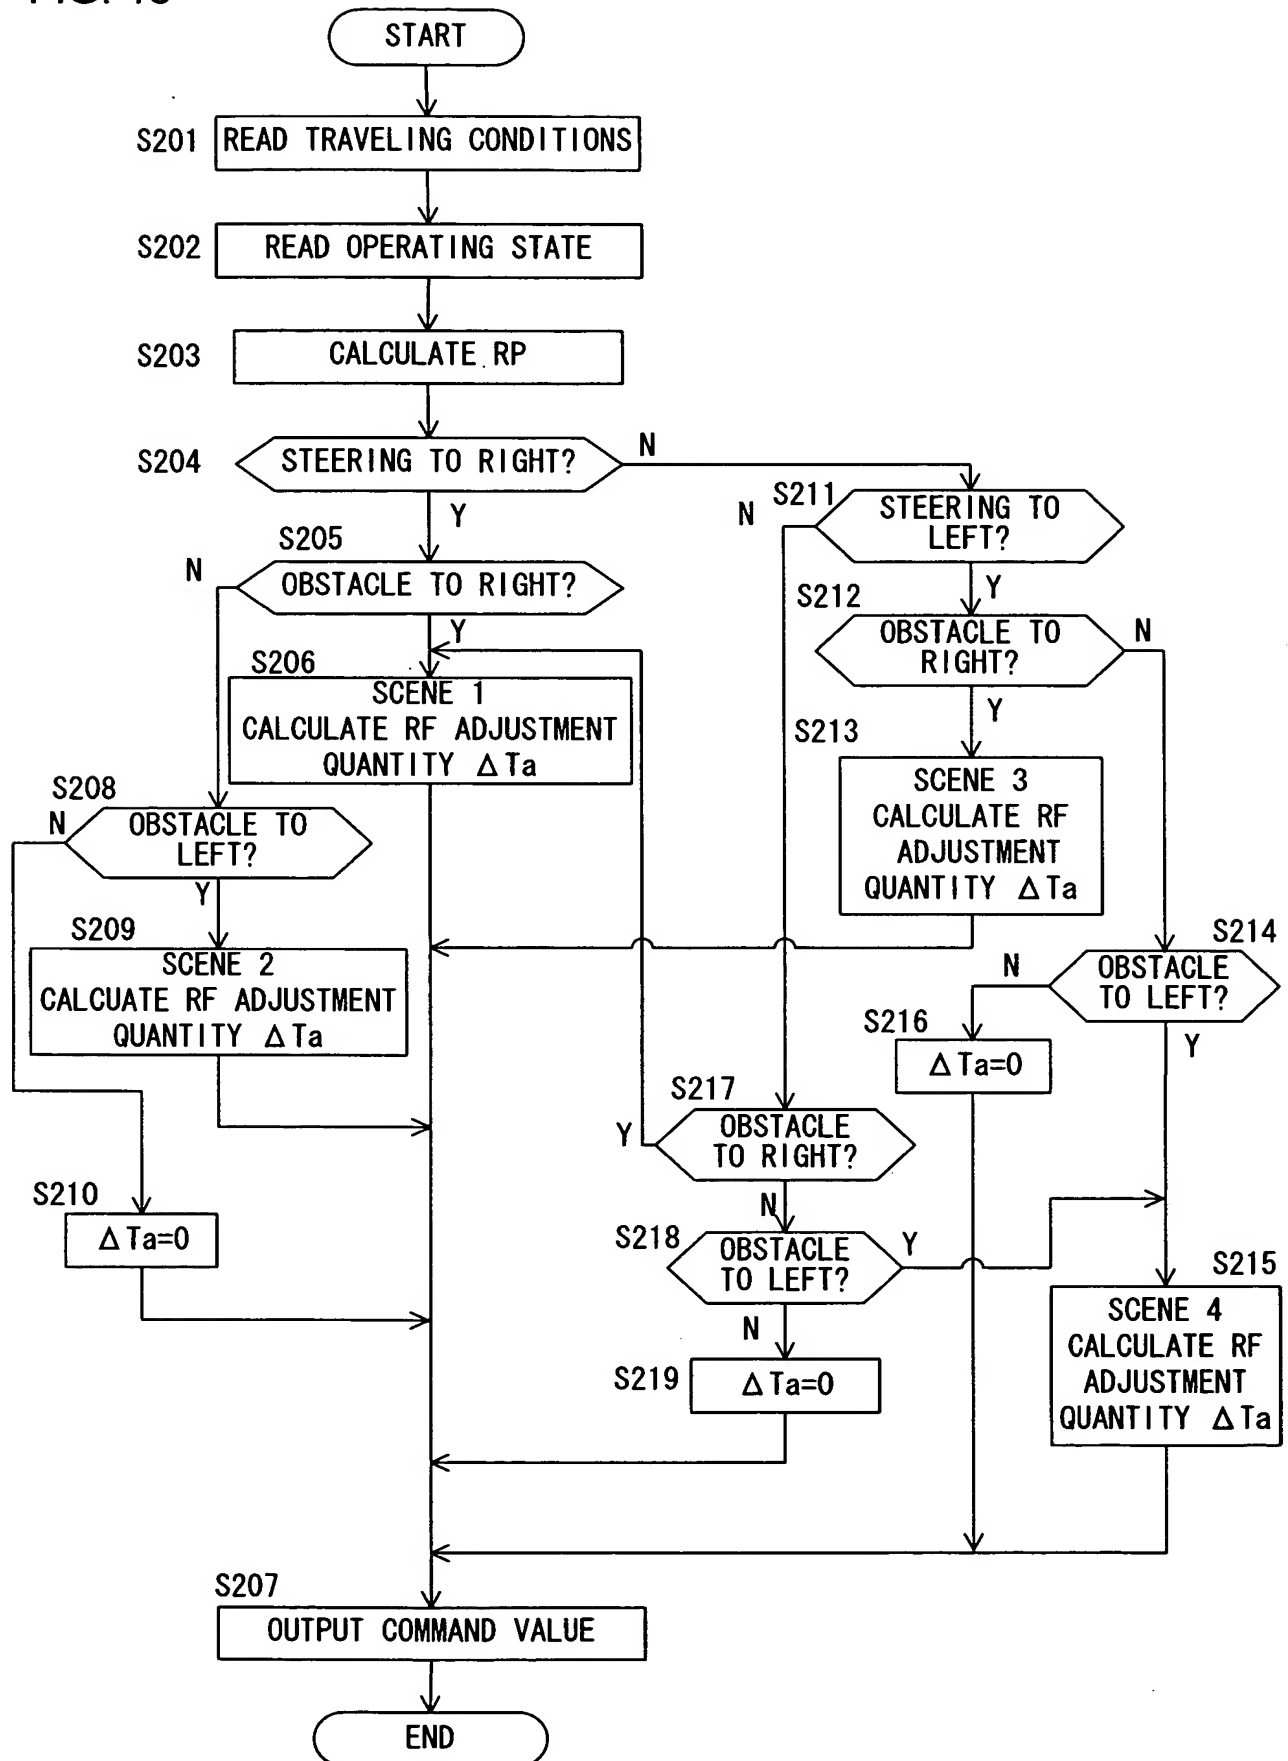 START
S201
READ TRAVELING CONDITIONS
S202
READ OPERATING STATE
S203
CALCULATE RP
S204
STEERING TO RIGHT?
N
Y
S211
STEERING TO
LEFT?
N
Y
S205
OBSTACLE TO RIGHT?
N
Y
S212
OBSTACLE TO
RIGHT?
N
Y
S206
SCENE 1
CALCULATE RF ADJUSTMENT
QUANTITY ΔTa
S213
SCENE 3
CALCULATE RF
ADJUSTMENT
QUANTITY ΔTa
S208
OBSTACLE TO
LEFT?
N
Y
S209
SCENE 2
CALCUATE RF ADJUSTMENT
QUANTITY ΔTa
S214
OBSTACLE
TO LEFT?
N
Y
S216
ΔTa=0
S217
OBSTACLE
TO RIGHT?
Y
N
S210
ΔTa=0
S218
OBSTACLE
TO LEFT?
Y
N
S215
SCENE 4
CALCULATE RF
ADJUSTMENT
QUANTITY ΔTa
S219
ΔTa=0
S207
OUTPUT COMMAND VALUE
END